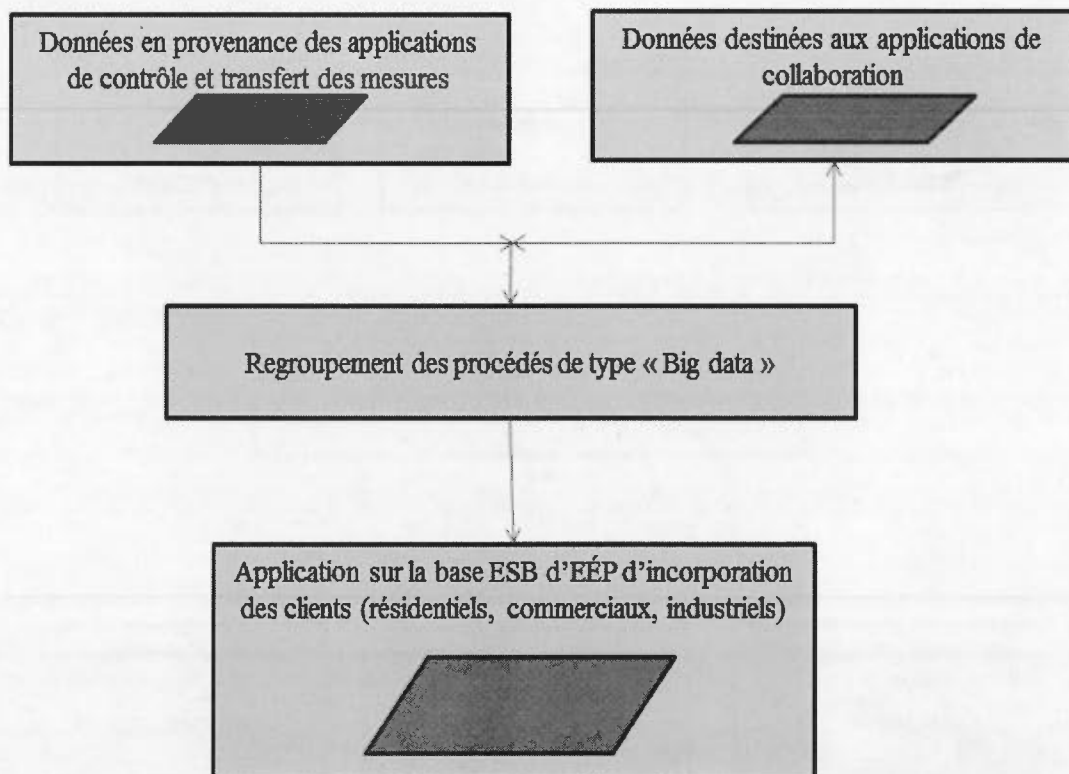 Données en provenance des applications
de contrôle et transfert des mesures
Données destinées aux applications de
collaboration
Regroupement des procédés de type « Big data »
Application sur la base ESB d'EÉP d'incorporation
des clients (résidentiels, commerciaux, industriels)